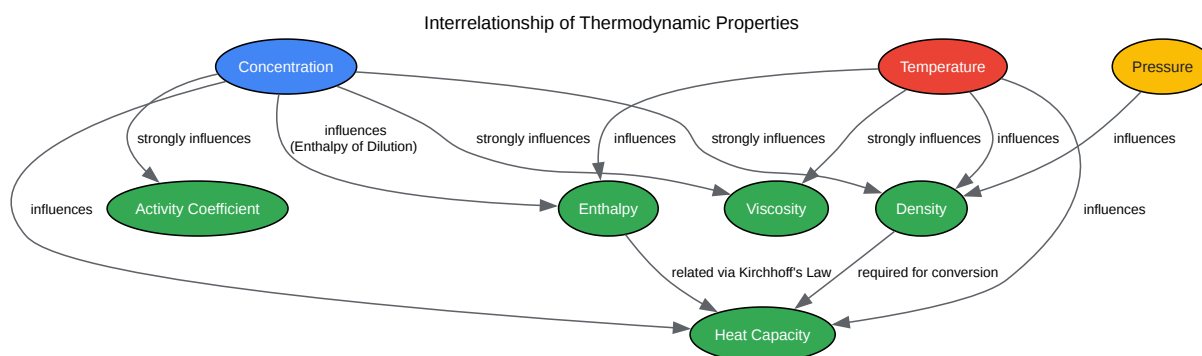 Interrelationship of Thermodynamic Properties
Concentration
Temperature
Pressure
strongly influences
influences
(Enthalpy of Dilution)
strongly influences
influences
strongly influences
strongly influences
influences
influences
influences
Activity Coefficient
Enthalpy
Viscosity
Density
influences
related via Kirchhoff's Law
required for conversion
Heat Capacity